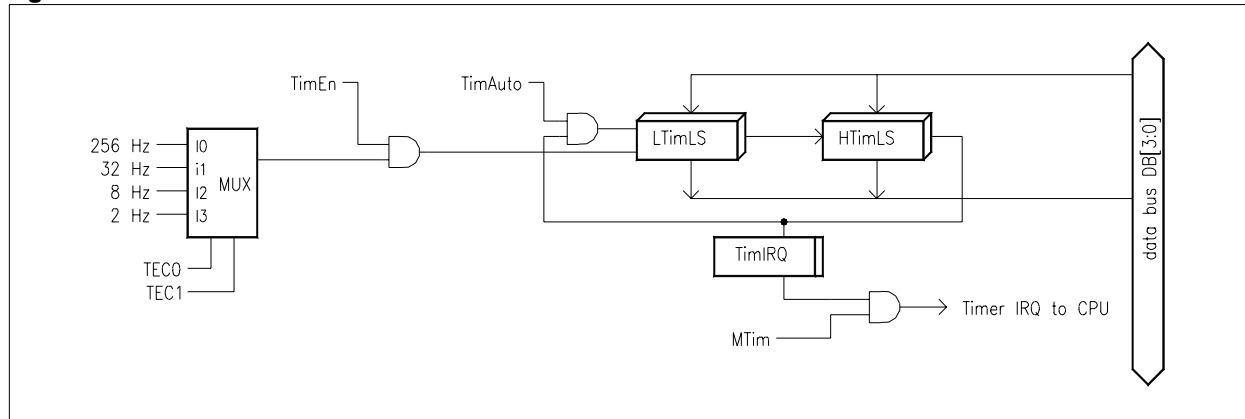 TimEn
TimAuto
256 Hz
I0
32 Hz
i1
8 Hz
I2
2 Hz
I3
MUX
TEC0
TEC1
LTimLS
HTimLS
TimIRQ
MTim
Timer IRQ to CPU
data bus DB[3:0]